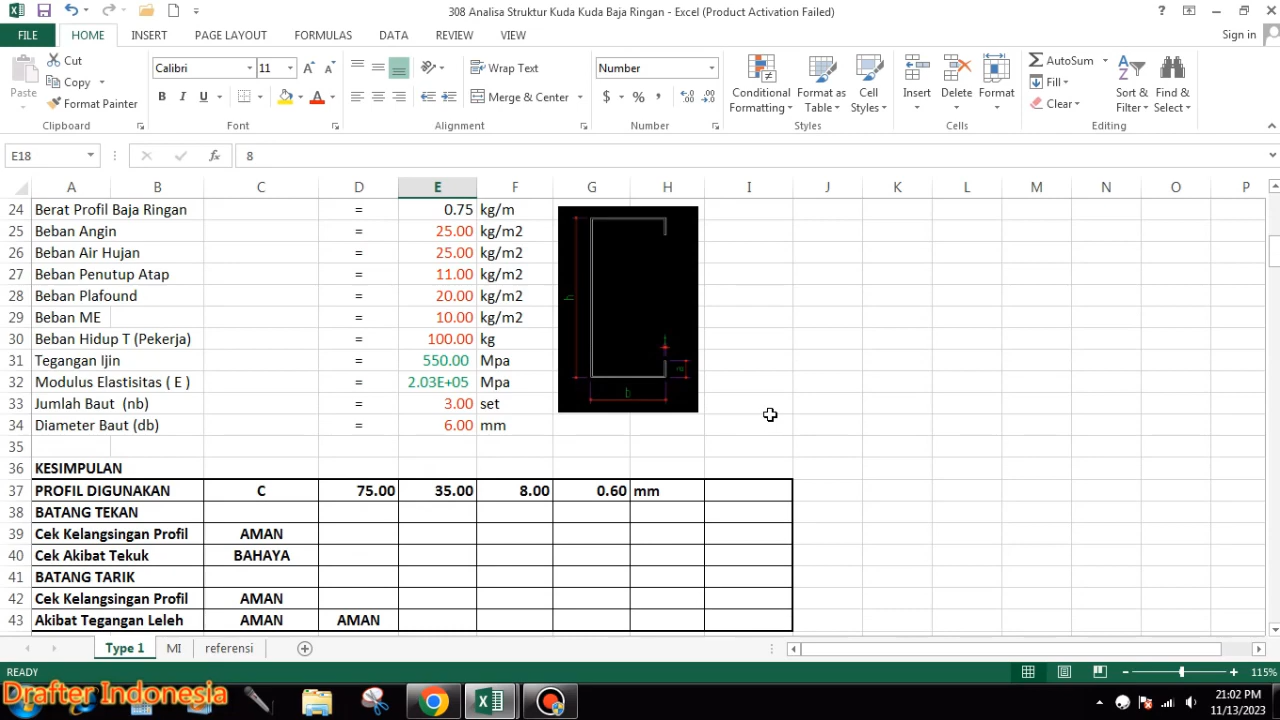 308 Analisa Struktur Kuda Kuda Baja Ringan - Excel (Product Activation Failed)
FILE HOME INSERT PAGE LAYOUT FORMULAS DATA REVIEW VIEW Sign in
Paste
Cut
Copy
Format Painter
Clipboard
Calibri 11
B I U
Font
Wrap Text
Merge & Center
Alignment
Number
$ % ,
Number
Conditional Formatting
Format as Table
Cell Styles
Styles
Insert
Delete
Format
Cells
AutoSum
Fill
Clear
Sort & Filter
Find & Select
Editing
E18 fx 8
A B C D E F G H I J K L M N O P
24 Berat Profil Baja Ringan = 0.75 kg/m
25 Beban Angin = 25.00 kg/m2
26 Beban Air Hujan = 25.00 kg/m2
27 Beban Penutup Atap = 11.00 kg/m2
28 Beban Plafound = 20.00 kg/m2
29 Beban ME = 10.00 kg/m2
30 Beban Hidup T (Pekerja) = 100.00 kg
31 Tegangan Ijin = 550.00 Mpa
32 Modulus Elastisitas ( E ) = 2.03E+05 Mpa
33 Jumlah Baut (nb) = 3.00 set
34 Diameter Baut (db) = 6.00 mm
h
b
35
36 KESIMPULAN
37 PROFIL DIGUNAKAN C 75.00 35.00 8.00 0.60 mm
38 BATANG TEKAN
39 Cek Kelangsingan Profil AMAN
40 Cek Akibat Tekuk BAHAYA
41 BATANG TARIK
42 Cek Kelangsingan Profil AMAN
43 Akibat Tegangan Leleh AMAN AMAN
Type 1 MI referensi
READY 115%
Drafter Indonesia
21:02 PM
11/13/2023